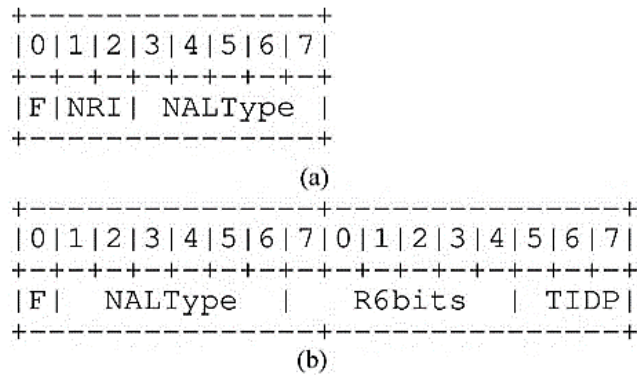 +---------------+
|0|1|2|3|4|5|6|7|
+-+-+-+-+-+-+-+-+
|F|NRI| NALType |
+---------------+
(a)
+---------------+---------------+
|0|1|2|3|4|5|6|7|0|1|2|3|4|5|6|7|
+-+-+-+-+-+-+-+-+-+-+-+-+-+-+-+-+
|F| NALType | R6bits | TIDP|
+---------------+---------------+
(b)